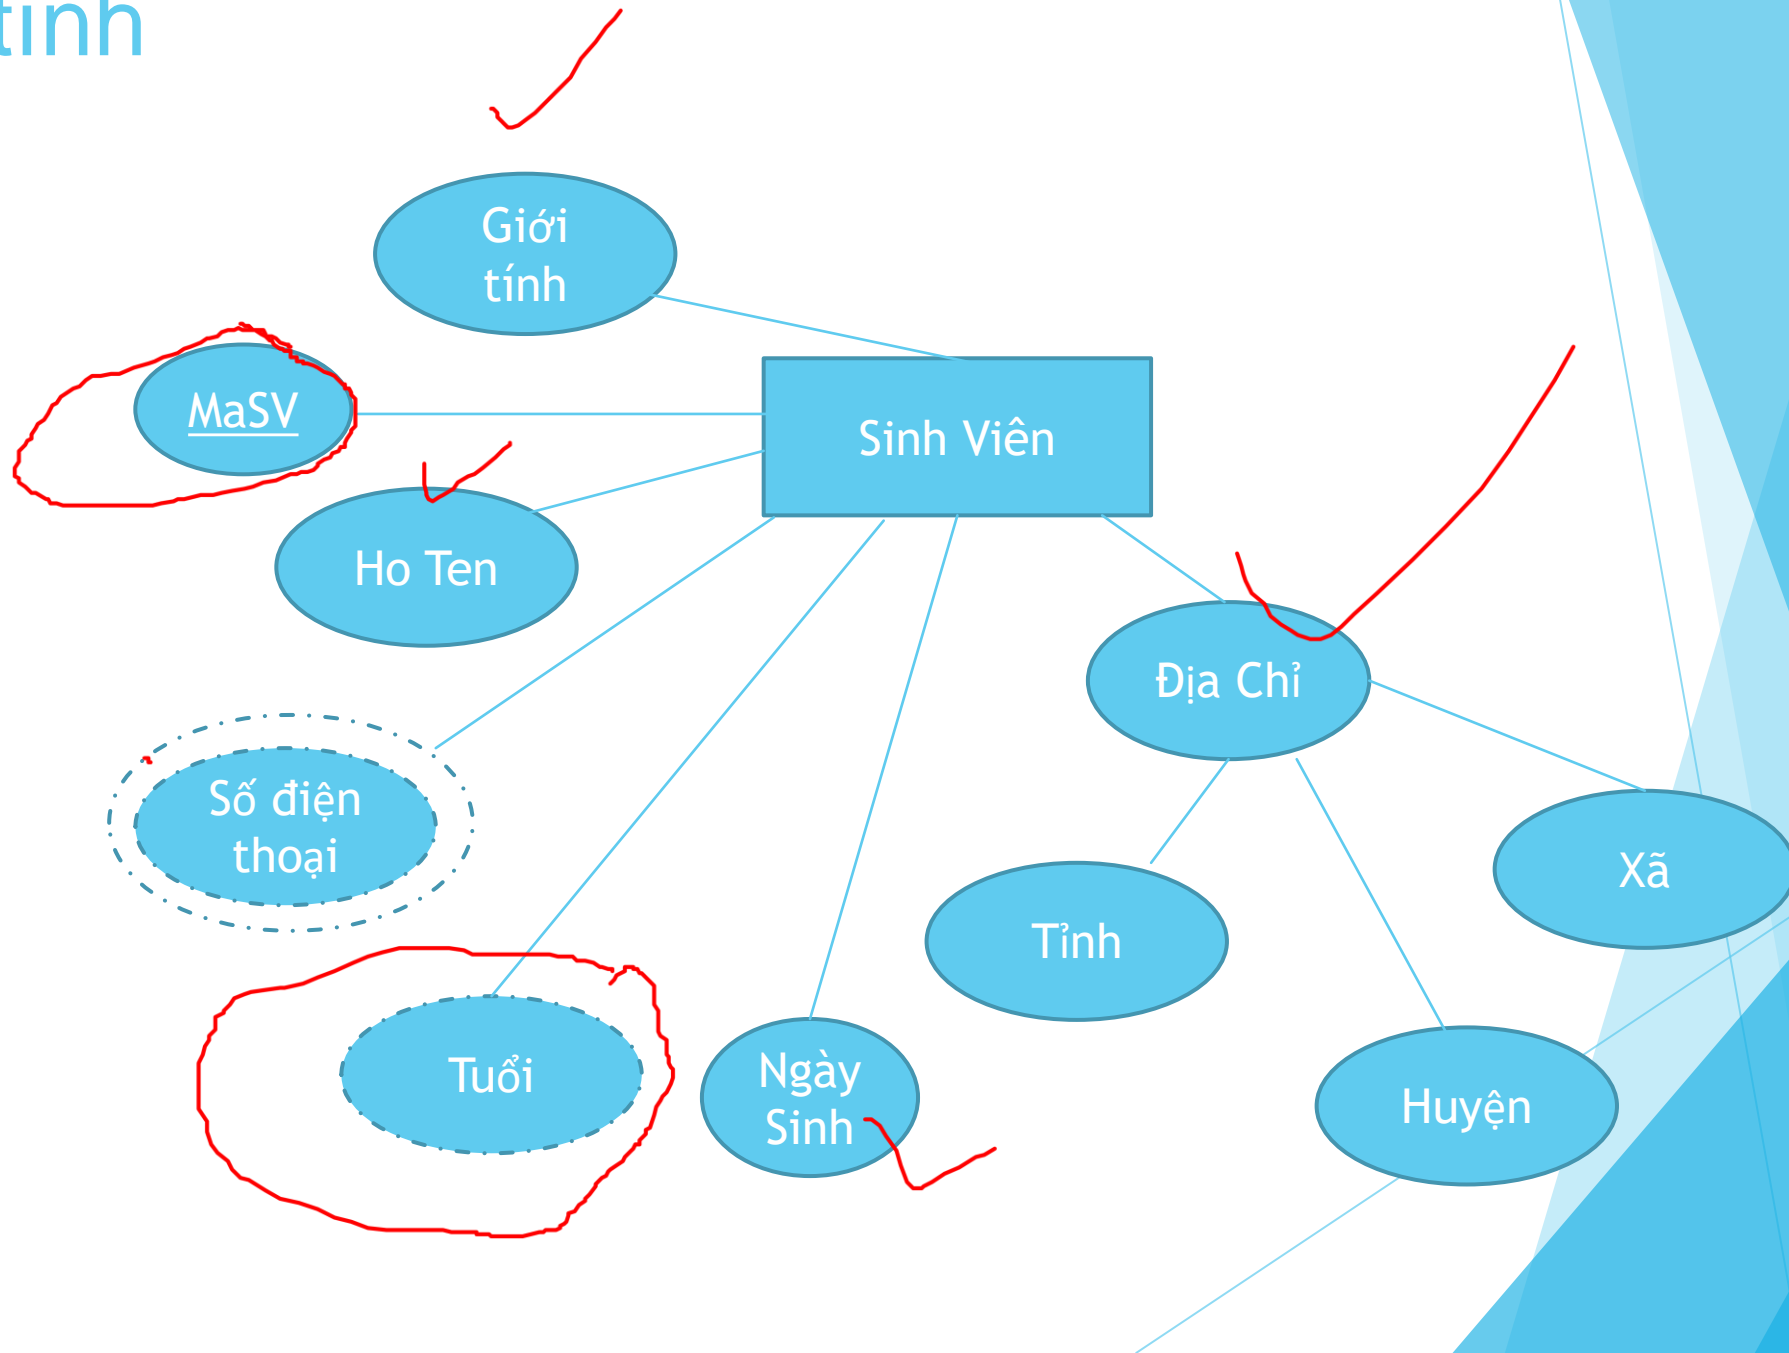 tính
Giới
tính
MaSV
Sinh Viên
Ho Ten
Địa Chỉ
Số điện
thoại
Xã
Tỉnh
Tuổi
Ngày
Sinh
Huyện